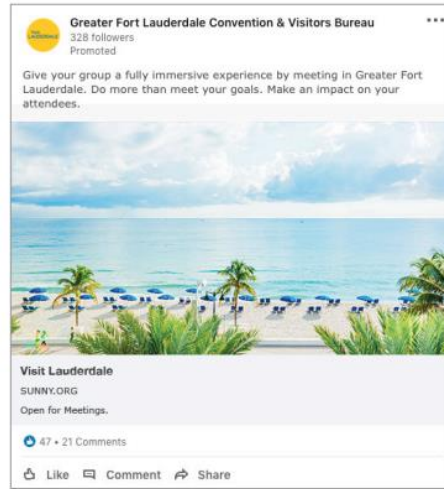 Greater Fort Lauderdale Convention & Visitors Bureau
328 followers
Promoted
Give your group a fully immersive experience by meeting in Greater Fort
Lauderdale. Do more than meet your goals. Make an impact on your
attendees.
Visit Lauderdale
SUNNY.ORG
Open for Meetings.
47 • 21 Comments
Like Comment Share